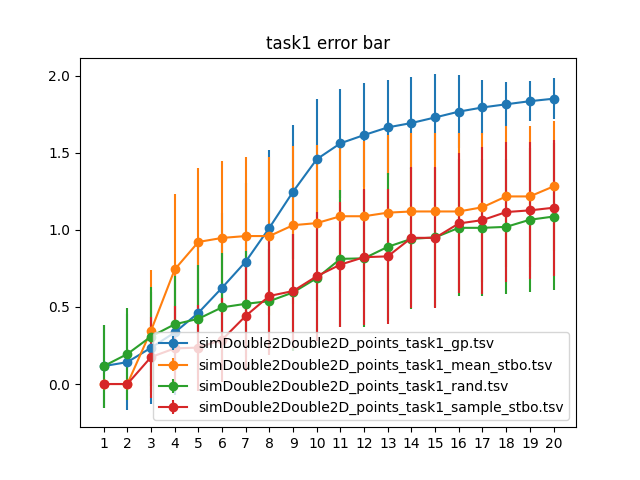 task1 error bar
2.0
1.5
1.0
0.5
0.0
simDouble2Double2D_points_task1_gp.tsv
simDouble2Double2D_points_task1_mean_stbo.tsv
simDouble2Double2D_points_task1_rand.tsv
simDouble2Double2D_points_task1_sample_stbo.tsv
1 2 3 4 5 6 7 8 9 10 11 12 13 14 15 16 17 18 19 20